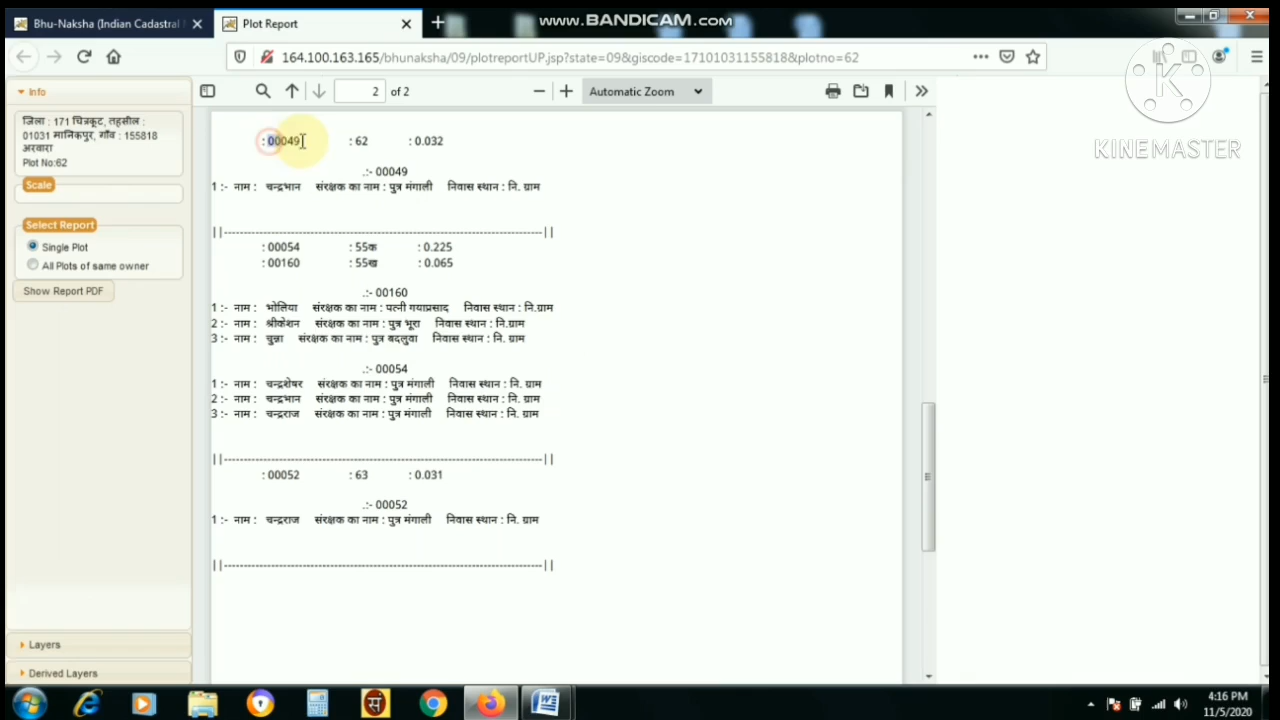 www.BANDICAM.com
Bhu-Naksha (Indian Cadastral
Plot Report
164.100.163.165/bhunaksha/09/plotreportUP.jsp?state=09&giscode=17101031155818&plotno=62
2 of 2
Automatic Zoom
K
KINEMASTER
Info
ज़िला : 171 चित्रकूट, तहसील :
01031 मानिकपुर, गाँव : 155818
अरवारा
Plot No:62
Scale
Select Report
Single Plot
All Plots of same owner
Show Report PDF
: 00049 : 62 : 0.032
.:- 00049
1 :- नाम : चन्द्रभान संरक्षक का नाम : पुत्र मंगाली निवास स्थान : नि. ग्राम
||------------------------------------------------------------------------------||
: 00054 : 55क : 0.225
: 00160 : 55ख : 0.065
.:- 00160
1 :- नाम : भोलिया संरक्षक का नाम : पत्नी गयाप्रसाद निवास स्थान : नि.ग्राम
2 :- नाम : श्रीकेशन संरक्षक का नाम : पुत्र भूरा निवास स्थान : नि.ग्राम
3 :- नाम : चुन्ना संरक्षक का नाम : पुत्र बदलुवा निवास स्थान : नि. ग्राम
.:- 00054
1 :- नाम : चन्द्रशेषर संरक्षक का नाम : पुत्र मंगाली निवास स्थान : नि. ग्राम
2 :- नाम : चन्द्रभान संरक्षक का नाम : पुत्र मंगाली निवास स्थान : नि. ग्राम
3 :- नाम : चन्द्रराज संरक्षक का नाम : पुत्र मंगाली निवास स्थान : नि. ग्राम
||------------------------------------------------------------------------------||
: 00052 : 63 : 0.031
.:- 00052
1 :- नाम : चन्द्रराज संरक्षक का नाम : पुत्र मंगाली निवास स्थान : नि. ग्राम
||------------------------------------------------------------------------------||
Layers
Derived Layers
4:16 PM
11/5/2020